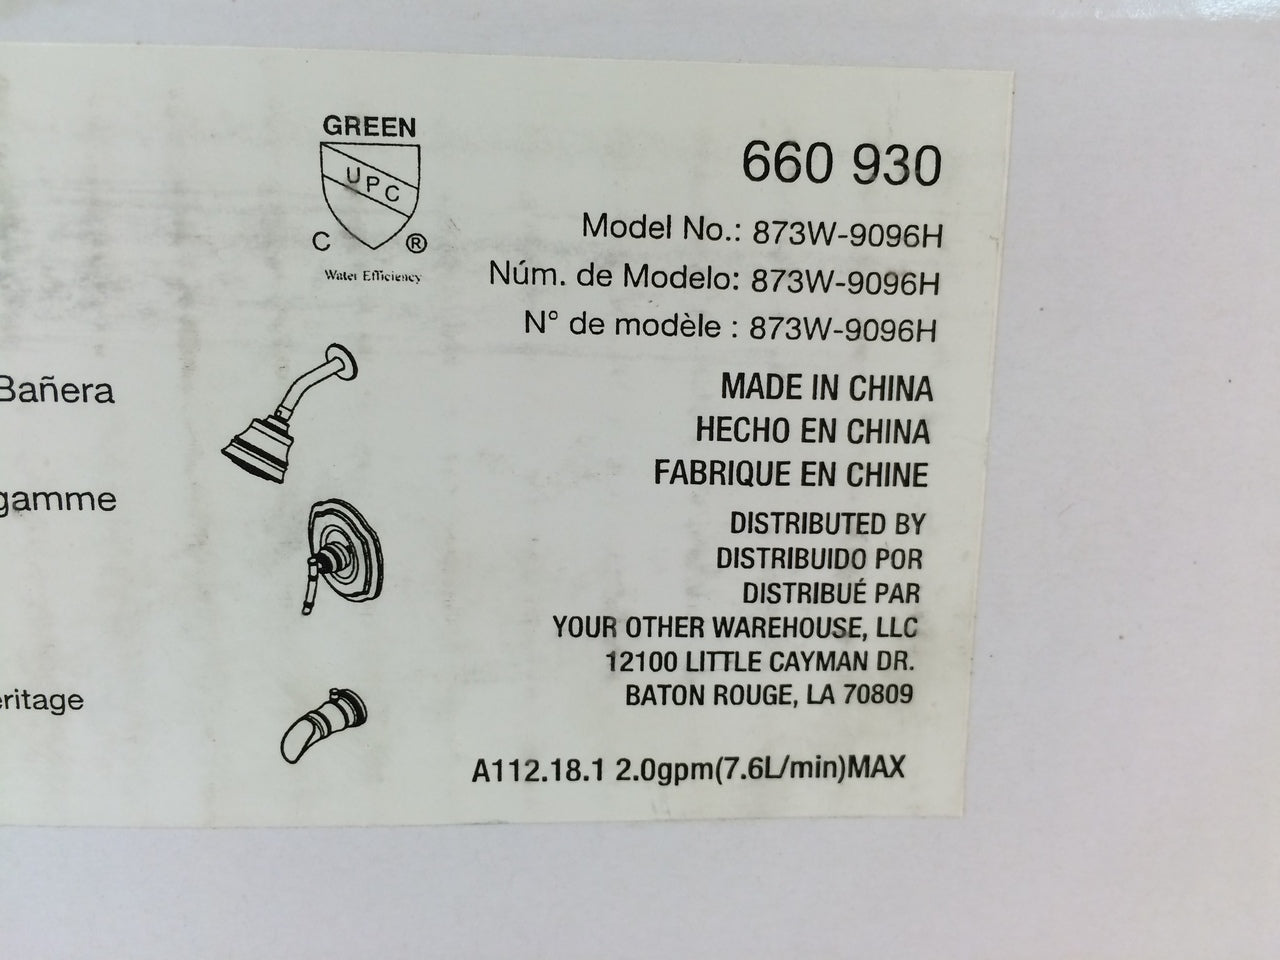 GREEN
UPC
C ®
Water Efficiency
660 930
Model No.: 873W-9096H
Núm. de Modelo: 873W-9096H
N° de modèle : 873W-9096H
Bañera
gamme
eritage
MADE IN CHINA
HECHO EN CHINA
FABRIQUE EN CHINE
DISTRIBUTED BY
DISTRIBUIDO POR
DISTRIBUÉ PAR
YOUR OTHER WAREHOUSE, LLC
12100 LITTLE CAYMAN DR.
BATON ROUGE, LA 70809
A112.18.1 2.0gpm(7.6L/min)MAX